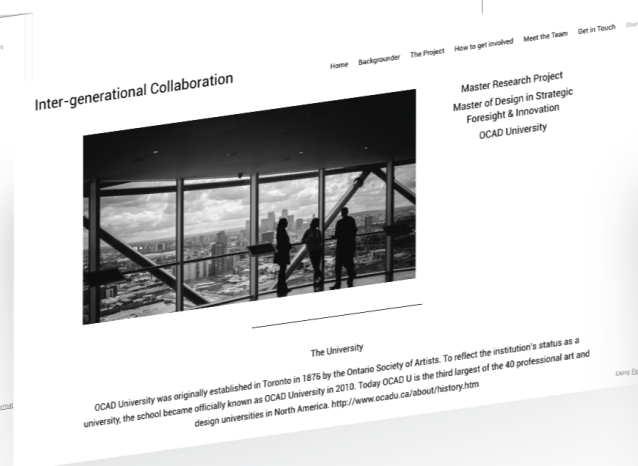 Home Backgrounder The Project How to get involved Meet the Team Get in Touch
Inter-generational Collaboration
Master Research Project
Master of Design in Strategic
Foresight & Innovation
OCAD University
The University
OCAD University was originally established in Toronto in 1876 by the Ontario Society of Artists. To reflect the institution's status as a
university, the school became officially known as OCAD University in 2010. Today OCAD U is the third largest of the 40 professional art and
design universities in North America. http://www.ocadu.ca/about/history.htm
Using